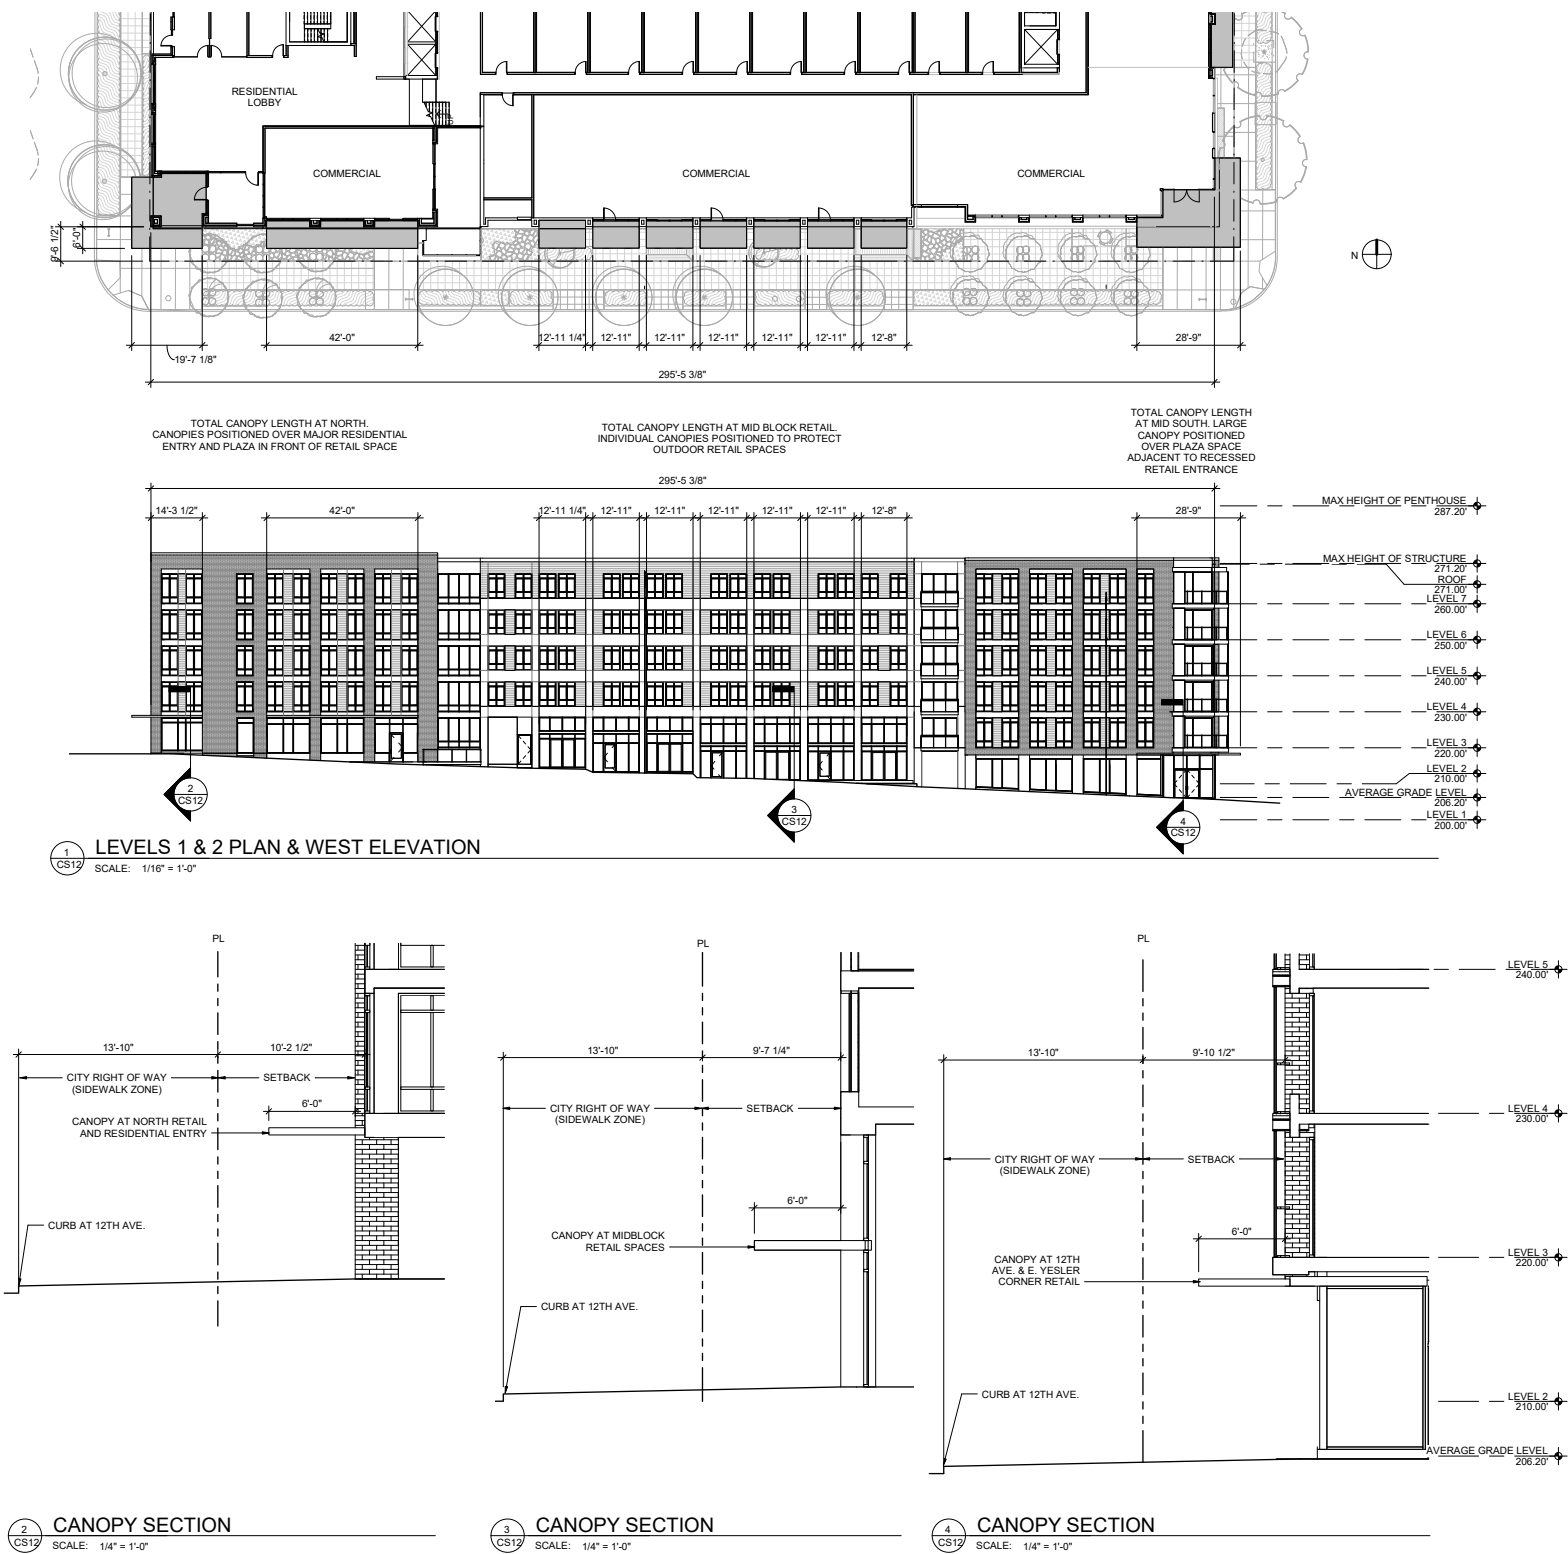 RESIDENTIAL
LOBBY
COMMERCIAL
COMMERCIAL
COMMERCIAL
UP
9'-6 1/2"
6'-0"
N
42'-0"
12'-11 1/4"
12'-11"
12'-11"
12'-11"
12'-11"
12'-11"
12'-8"
28'-9"
19'-7 1/8"
295'-5 3/8"
TOTAL CANOPY LENGTH AT NORTH.
CANOPIES POSITIONED OVER MAJOR RESIDENTIAL
ENTRY AND PLAZA IN FRONT OF RETAIL SPACE
TOTAL CANOPY LENGTH AT MID BLOCK RETAIL.
INDIVIDUAL CANOPIES POSITIONED TO PROTECT
OUTDOOR RETAIL SPACES
TOTAL CANOPY LENGTH
AT MID SOUTH. LARGE
CANOPY POSITIONED
OVER PLAZA SPACE
ADJACENT TO RECESSED
RETAIL ENTRANCE
295'-5 3/8"
14'-3 1/2"
42'-0"
12'-11 1/4"
12'-11"
12'-11"
12'-11"
12'-11"
12'-11"
12'-8"
28'-9"
MAX HEIGHT OF PENTHOUSE
287.20'
MAX HEIGHT OF STRUCTURE
271.20'
ROOF
271.00'
LEVEL 7
260.00'
LEVEL 6
250.00'
LEVEL 5
240.00'
LEVEL 4
230.00'
LEVEL 3
220.00'
LEVEL 2
210.00'
AVERAGE GRADE LEVEL
206.20'
LEVEL 1
200.00'
2
CS12
3
CS12
4
CS12
1
CS12
LEVELS 1 & 2 PLAN & WEST ELEVATION
SCALE: 1/16" = 1'-0"
PL
13'-10"
10'-2 1/2"
CITY RIGHT OF WAY
(SIDEWALK ZONE)
SETBACK
6'-0"
CANOPY AT NORTH RETAIL
AND RESIDENTIAL ENTRY
CURB AT 12TH AVE.
2
CS12
CANOPY SECTION
SCALE: 1/4" = 1'-0"
PL
13'-10"
9'-7 1/4"
CITY RIGHT OF WAY
(SIDEWALK ZONE)
SETBACK
6'-0"
CANOPY AT MIDBLOCK
RETAIL SPACES
CURB AT 12TH AVE.
3
CS12
CANOPY SECTION
SCALE: 1/4" = 1'-0"
PL
13'-10"
9'-10 1/2"
CITY RIGHT OF WAY
(SIDEWALK ZONE)
SETBACK
6'-0"
CANOPY AT 12TH
AVE. & E. YESLER
CORNER RETAIL
CURB AT 12TH AVE.
LEVEL 5
240.00'
LEVEL 4
230.00'
LEVEL 3
220.00'
LEVEL 2
210.00'
AVERAGE GRADE LEVEL
206.20'
4
CS12
CANOPY SECTION
SCALE: 1/4" = 1'-0"